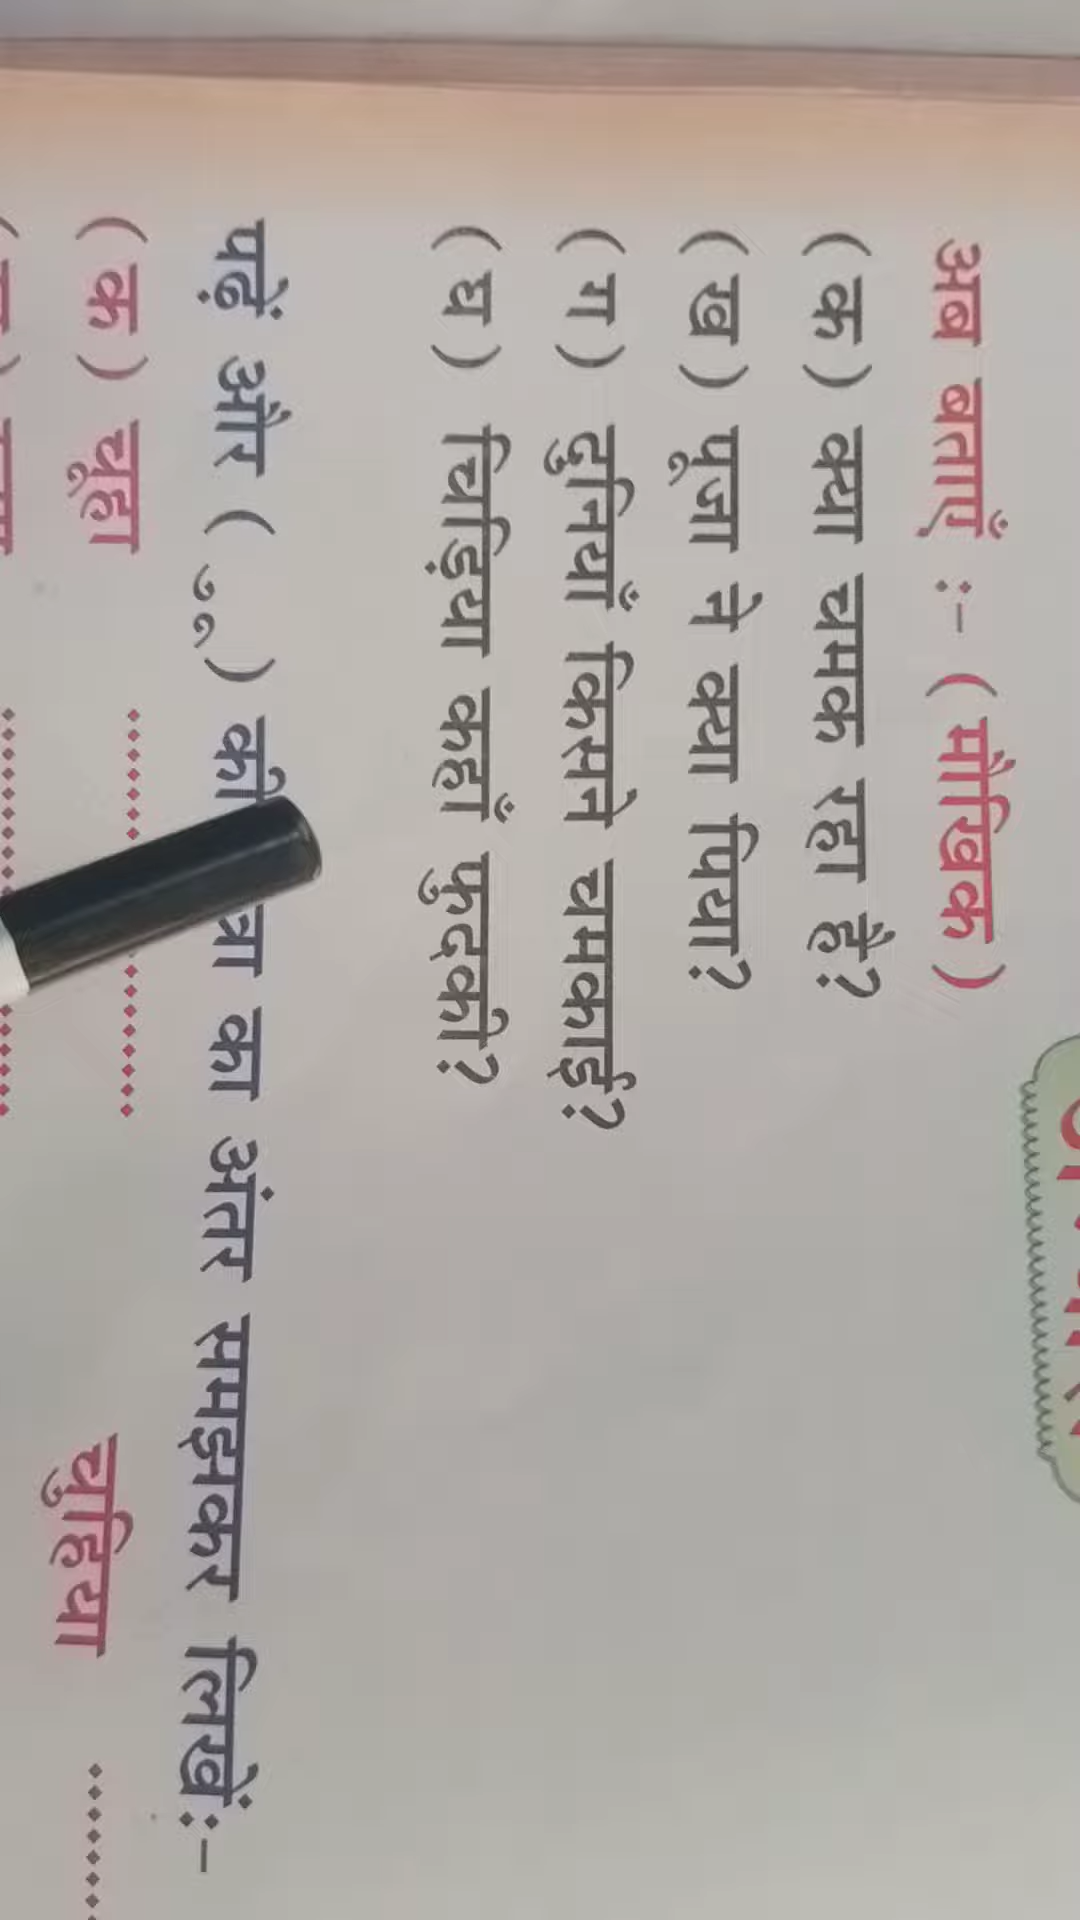 अब बताएँ :- ( मौखिक )
( क ) क्या चमक रहा है?
( ख ) पूजा ने क्या पिया?
( ग ) दुनियाँ किसने चमकाई?
( घ ) चिड़िया कहाँ फुदकी?
पढ़ें और ( ु ू ) की का अंतर समझकर लिखें:-
( क ) चूहा ............ चुहिया ........